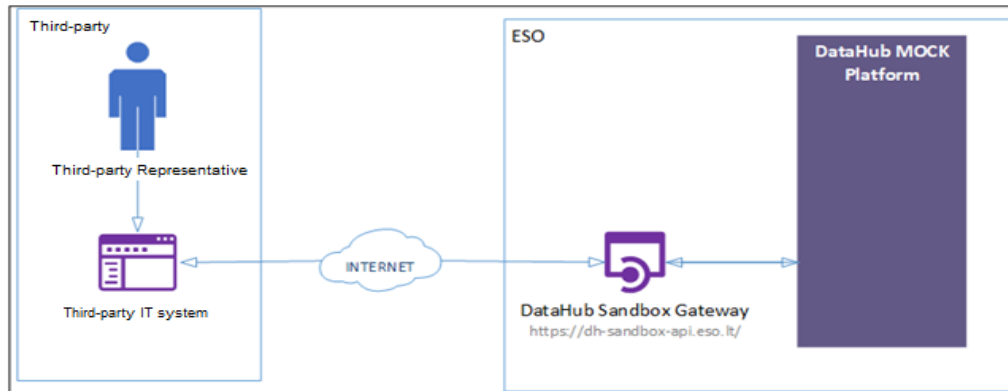 Third-party
Third-party Representative
Third-party IT system
INTERNET
ESO
DataHub Sandbox Gateway
https://dh-sandbox-api.eso.lt/
DataHub MOCK
Platform